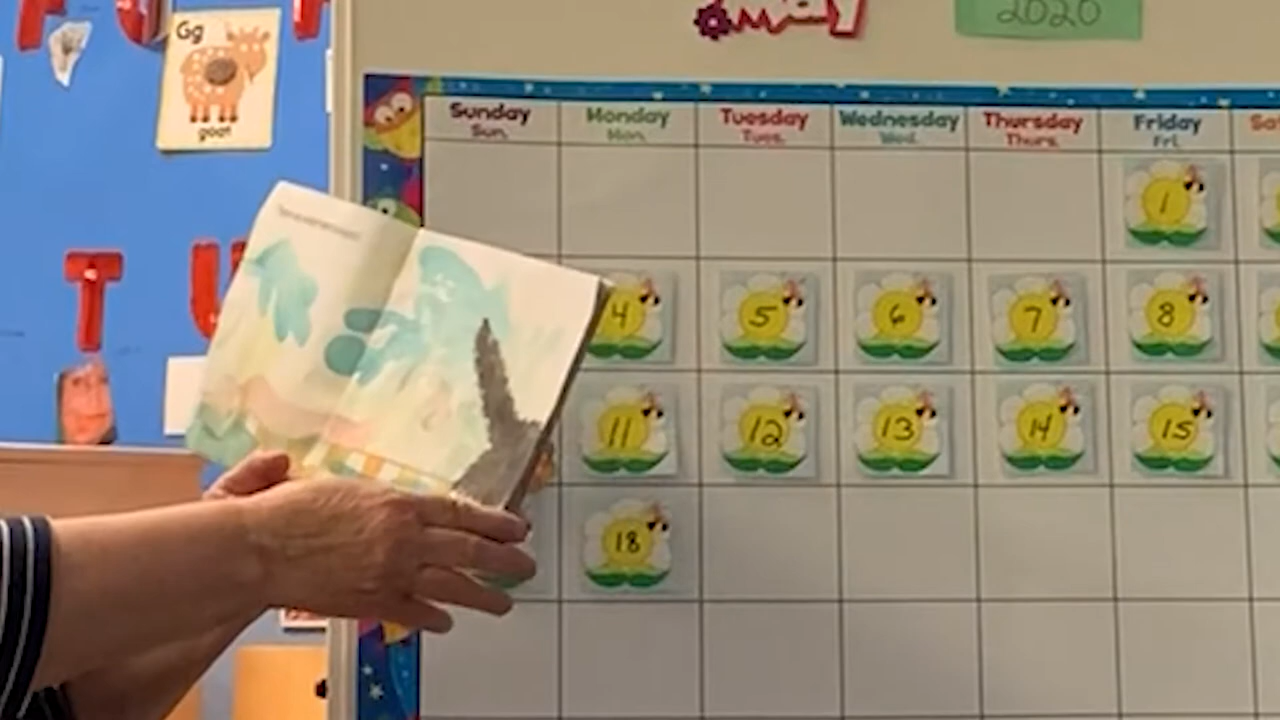 2020
Gg
goat
Sunday Monday Tuesday Wednesday Thursday Friday
Sun. Mon. Tues. Wed. Thurs. Fri.
1
4 5 6 7 8
11 12 13 14 15
18
T U